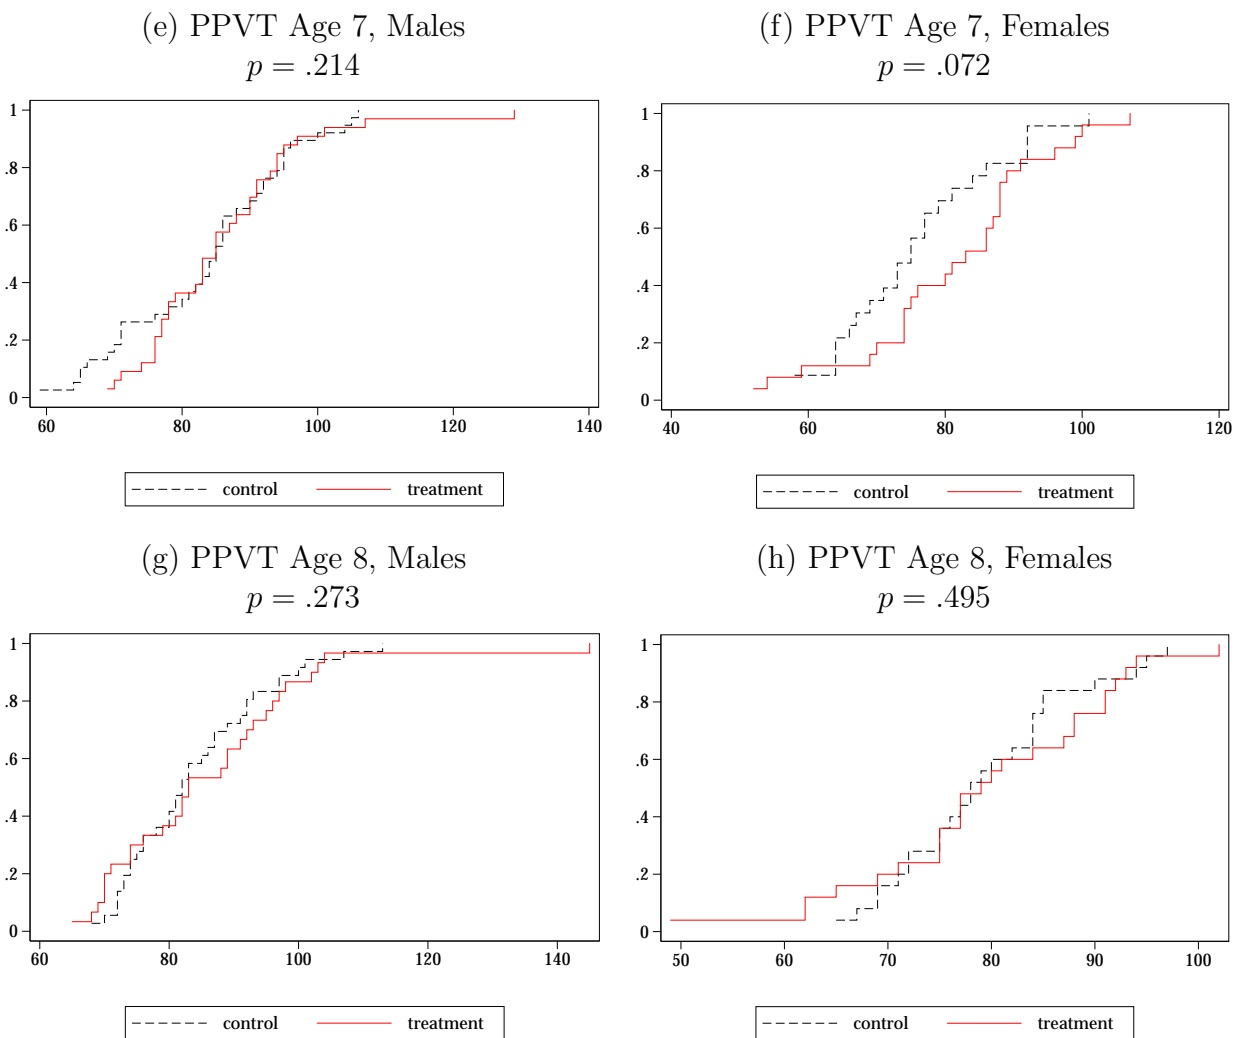 (e) PPVT Age 7, Males
p = .214
1
.8
.6
.4
.2
0
60 80 100 120 140
control treatment
(f) PPVT Age 7, Females
p = .072
1
.8
.6
.4
.2
0
40 60 80 100 120
control treatment
(g) PPVT Age 8, Males
p = .273
1
.8
.6
.4
.2
0
60 80 100 120 140
control treatment
(h) PPVT Age 8, Females
p = .495
1
.8
.6
.4
.2
0
50 60 70 80 90 100
control treatment